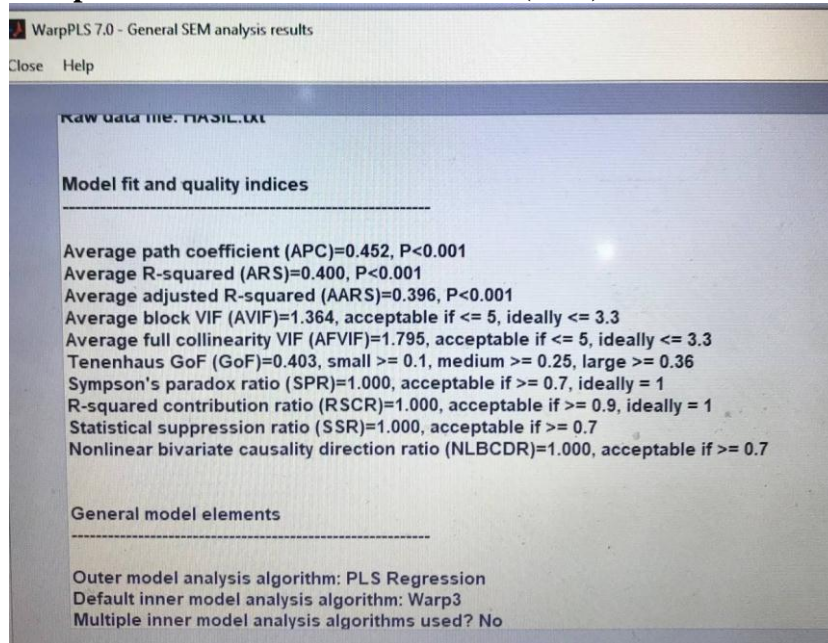 WarpPLS 7.0 - General SEM analysis results
Close Help
Raw data file: HASIL.txt
Model fit and quality indices
Average path coefficient (APC)=0.452, P<0.001
Average R-squared (ARS)=0.400, P<0.001
Average adjusted R-squared (AARS)=0.396, P<0.001
Average block VIF (AVIF)=1.364, acceptable if <= 5, ideally <= 3.3
Average full collinearity VIF (AFVIF)=1.795, acceptable if <= 5, ideally <= 3.3
Tenenhaus GoF (GoF)=0.403, small >= 0.1, medium >= 0.25, large >= 0.36
Sympson's paradox ratio (SPR)=1.000, acceptable if >= 0.7, ideally = 1
R-squared contribution ratio (RSCR)=1.000, acceptable if >= 0.9, ideally = 1
Statistical suppression ratio (SSR)=1.000, acceptable if >= 0.7
Nonlinear bivariate causality direction ratio (NLBCDR)=1.000, acceptable if >= 0.7
General model elements
Outer model analysis algorithm: PLS Regression
Default inner model analysis algorithm: Warp3
Multiple inner model analysis algorithms used? No